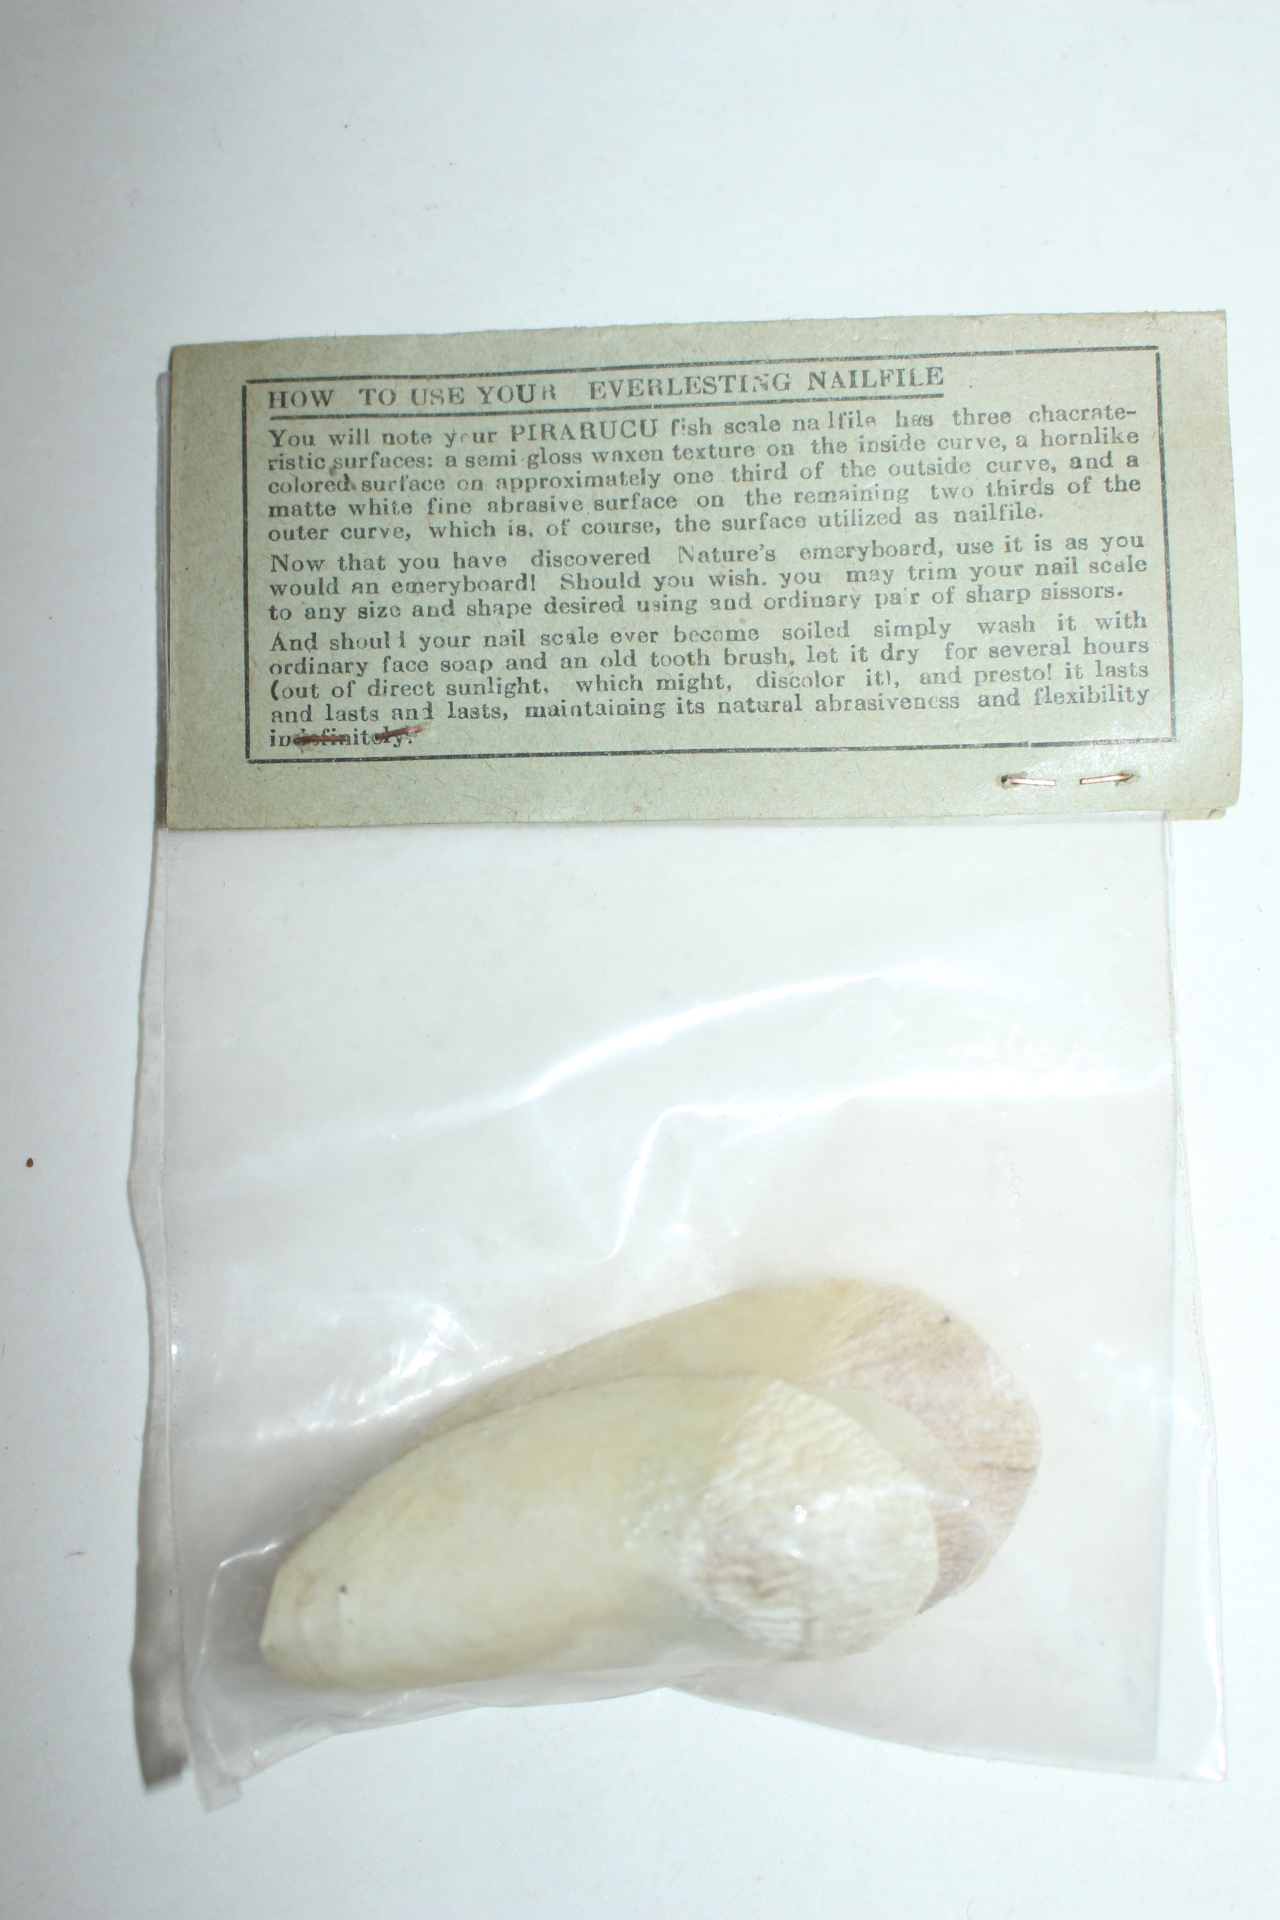 HOW TO USE YOUR EVERLESTING NAILFILE
You will note your PIRARUCU fish scale nailfile has three chacrate-
ristic surfaces: a semi gloss waxen texture on the inside curve, a hornlike
colored surface on approximately one third of the outside curve, and a
matte white fine abrasive surface on the remaining two thirds of the
outer curve, which is, of course, the surface utilized as nailfile.
Now that you have discovered Nature's emeryboard, use it is as you
would an emeryboard! Should you wish. you may trim your nail scale
to any size and shape desired using and ordinary pair of sharp sissors.
And should your nail scale ever become soiled simply wash it with
ordinary face soap and an old tooth brush, let it dry for several hours
(out of direct sunlight, which might, discolor it), and presto! it lasts
and lasts and lasts, maintaining its natural abrasiveness and flexibility
indefinitely.